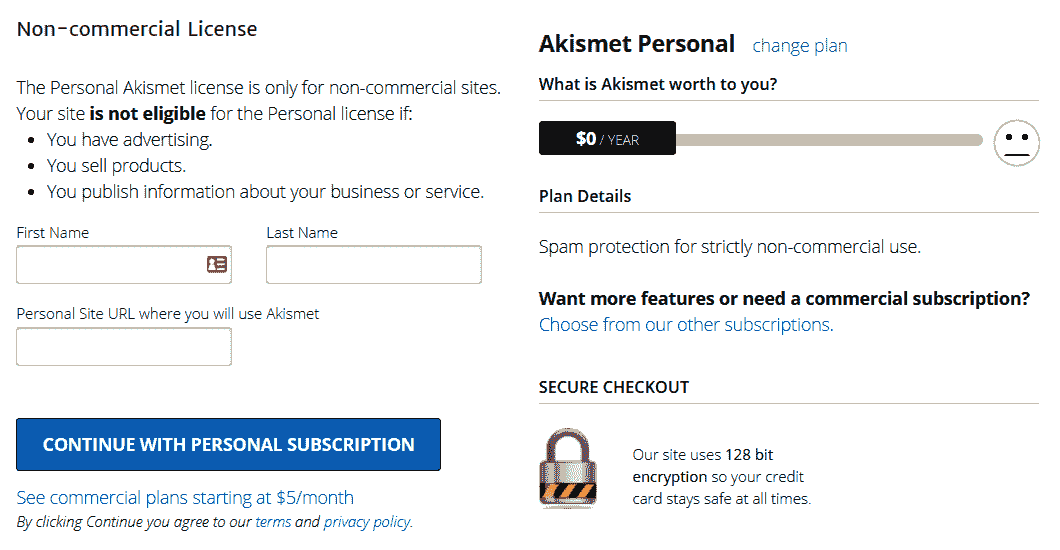 Non-commercial License
The Personal Akismet license is only for non-commercial sites.
Your site is not eligible for the Personal license if:
• You have advertising.
• You sell products.
• You publish information about your business or service.
First Name
Last Name
Personal Site URL where you will use Akismet
CONTINUE WITH PERSONAL SUBSCRIPTION
See commercial plans starting at $5/month
By clicking Continue you agree to our terms and privacy policy.
Akismet Personal change plan
What is Akismet worth to you?
$0 / YEAR
Plan Details
Spam protection for strictly non-commercial use.
Want more features or need a commercial subscription?
Choose from our other subscriptions.
SECURE CHECKOUT
Our site uses 128 bit
encryption so your credit
card stays safe at all times.